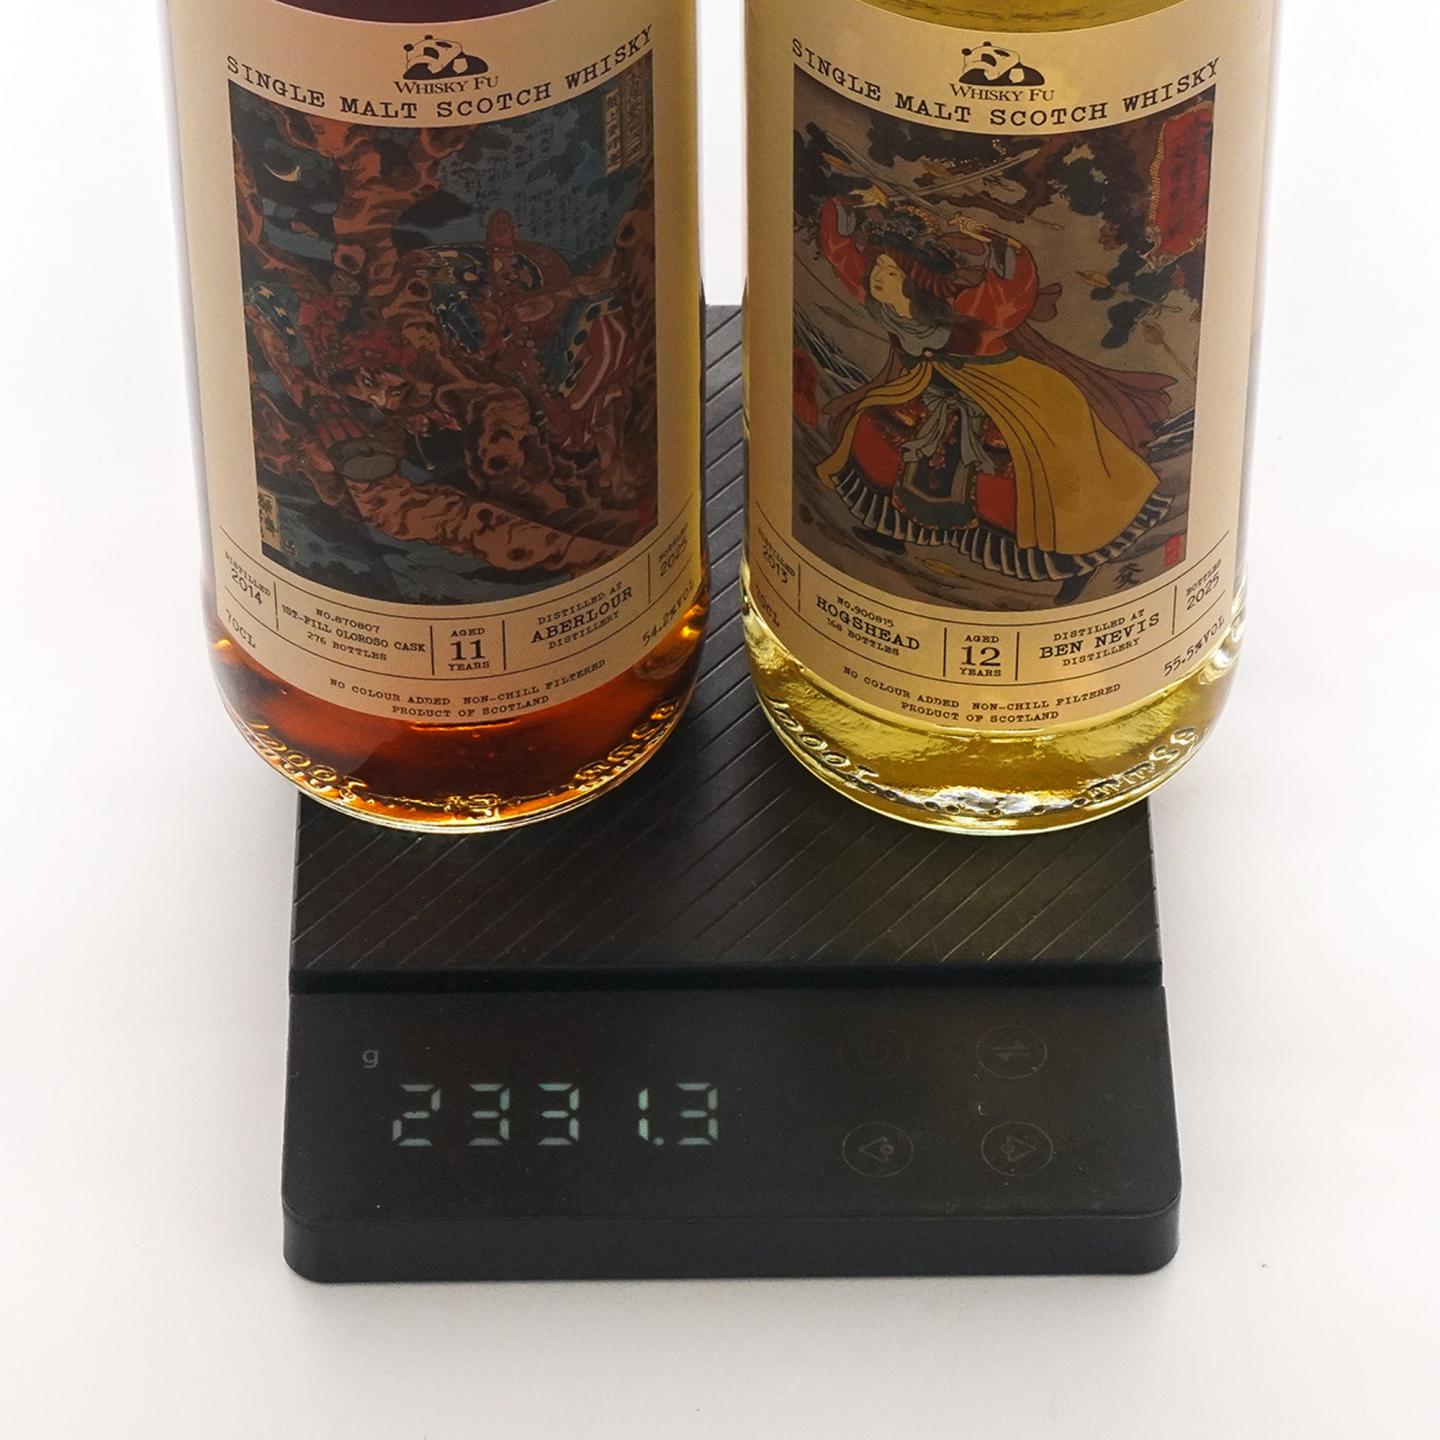 WHISKY FU
SINGLE MALT SCOTCH WHISKY
DISTILLED
2014
NO.870807
1ST-FILL OLOROSO CASK
276 BOTTLES
AGED
11
YEARS
DISTILLED AT
ABERLOUR
DISTILLERY
BOTTLED
2025
70CL
54.2%VOL
NO COLOUR ADDED NON-CHILL FILTERED
PRODUCT OF SCOTLAND
WHISKY FU
SINGLE MALT SCOTCH WHISKY
DISTILLED
2013
NO.900815
HOGSHEAD
168 BOTTLES
AGED
12
YEARS
DISTILLED AT
BEN NEVIS
DISTILLERY
BOTTLED
2025
70CL
55.5%VOL
NO COLOUR ADDED NON-CHILL FILTERED
PRODUCT OF SCOTLAND
g
2331.3